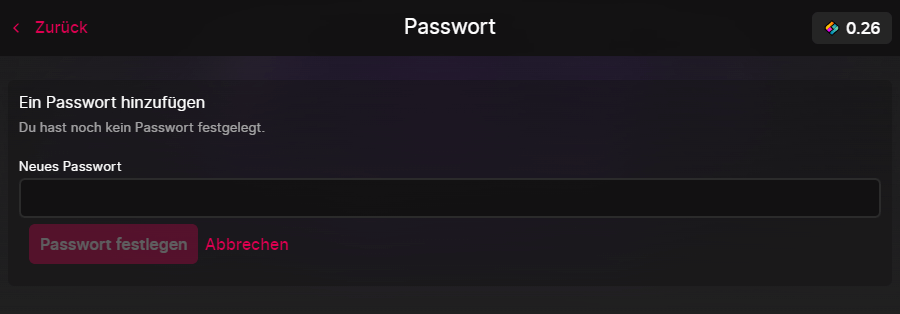 Zurück
Passwort
0.26
Ein Passwort hinzufügen
Du hast noch kein Passwort festgelegt.
Neues Passwort
Passwort festlegen
Abbrechen